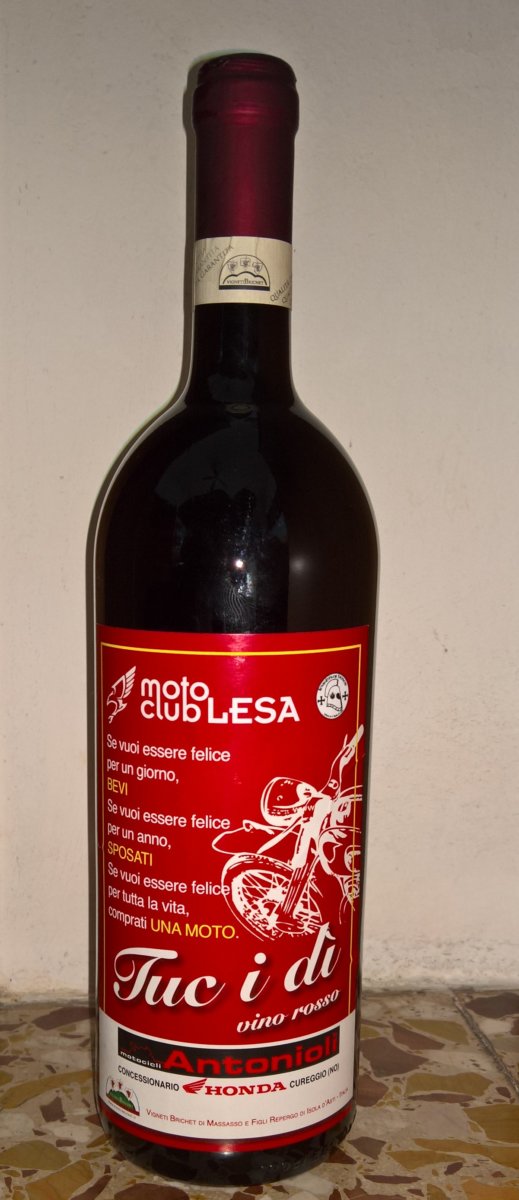 VIGNETI BRICHET
moto
club LESA
Se vuoi essere felice
per un giorno,
BEVI
Se vuoi essere felice
per un anno,
SPOSATI
Se vuoi essere felice
per tutta la vita,
comprati UNA MOTO.
Tuc i dì
vino rosso
motocicli Antonioli
CONCESSIONARIO HONDA CUREGGIO (NO)
VIGNETI BRICHET DI MASSASSO E FIGLI REPERGO DI ISOLA D'ASTI - ITALIA